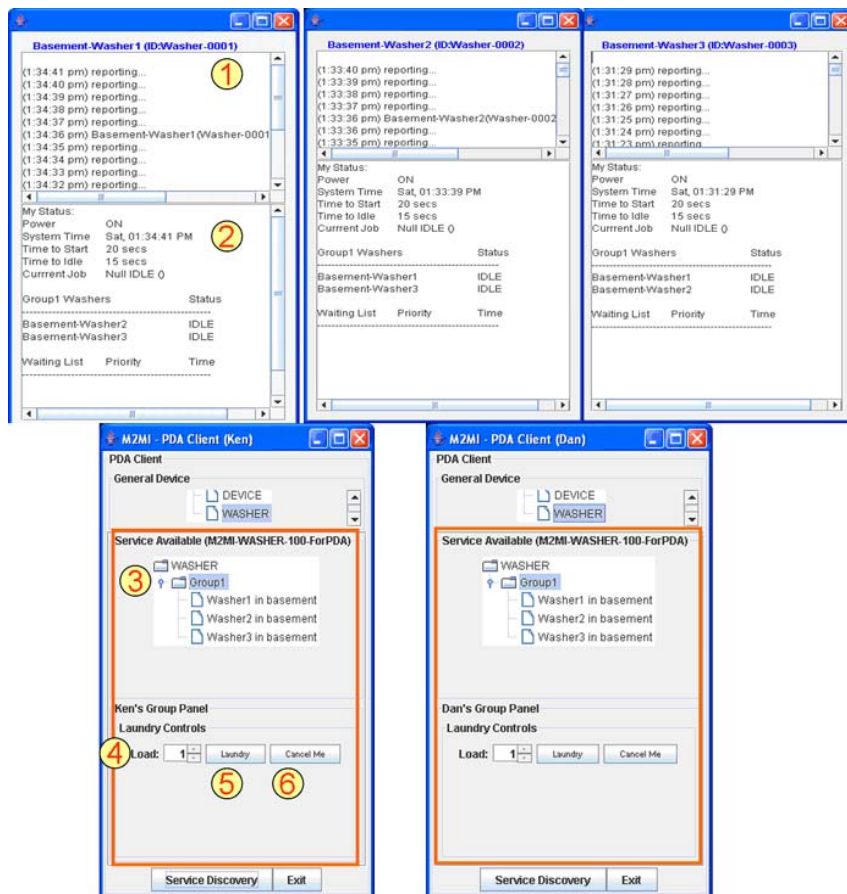 Basement-Washer1 (ID:Washer-0001)
1
(1:34:41 pm) reporting...
(1:34:40 pm) reporting...
(1:34:39 pm) reporting...
(1:34:38 pm) reporting...
(1:34:37 pm) reporting...
(1:34:36 pm) Basement-Washer1(Washer-0001
(1:34:35 pm) reporting...
(1:34:34 pm) reporting...
(1:34:33 pm) reporting...
(1:34:32 pm) reporting...
My Status:
Power ON
System Time Sat, 01:34:41 PM
2
Time to Start 20 secs
Time to Idle 15 secs
Currrent Job Null IDLE ()
Group1 Washers Status
Basement-Washer2 IDLE
Basement-Washer3 IDLE
Waiting List Priority Time
Basement-Washer2 (ID:Washer-0002)
(1:33:40 pm) reporting...
(1:33:39 pm) reporting...
(1:33:38 pm) reporting...
(1:33:37 pm) reporting...
(1:33:36 pm) Basement-Washer2(Washer-0002
(1:33:36 pm) reporting...
(1:33:35 pm) reporting...
My Status:
Power ON
System Time Sat, 01:33:39 PM
Time to Start 20 secs
Time to Idle 15 secs
Currrent Job Null IDLE ()
Group1 Washers Status
Basement-Washer1 IDLE
Basement-Washer3 IDLE
Waiting List Priority Time
Basement-Washer3 (ID:Washer-0003)
(1:31:29 pm) reporting...
(1:31:28 pm) reporting...
(1:31:27 pm) reporting...
(1:31:26 pm) reporting...
(1:31:25 pm) reporting...
(1:31:24 pm) reporting...
(1:31:23 pm) reporting...
My Status:
Power ON
System Time Sat, 01:31:29 PM
Time to Start 20 secs
Time to Idle 15 secs
Currrent Job Null IDLE ()
Group1 Washers Status
Basement-Washer1 IDLE
Basement-Washer2 IDLE
Waiting List Priority Time
M2MI - PDA Client (Ken)
PDA Client
General Device
DEVICE
WASHER
Service Available (M2MI-WASHER-100-ForPDA)
WASHER
3
Group1
Washer1 in basement
Washer2 in basement
Washer3 in basement
Ken's Group Panel
Laundry Controls
4
Load: 1 Laundry Cancel Me
5 6
Service Discovery Exit
M2MI - PDA Client (Dan)
PDA Client
General Device
DEVICE
WASHER
Service Available (M2MI-WASHER-100-ForPDA)
WASHER
Group1
Washer1 in basement
Washer2 in basement
Washer3 in basement
Dan's Group Panel
Laundry Controls
Load: 1 Laundry Cancel Me
Service Discovery Exit